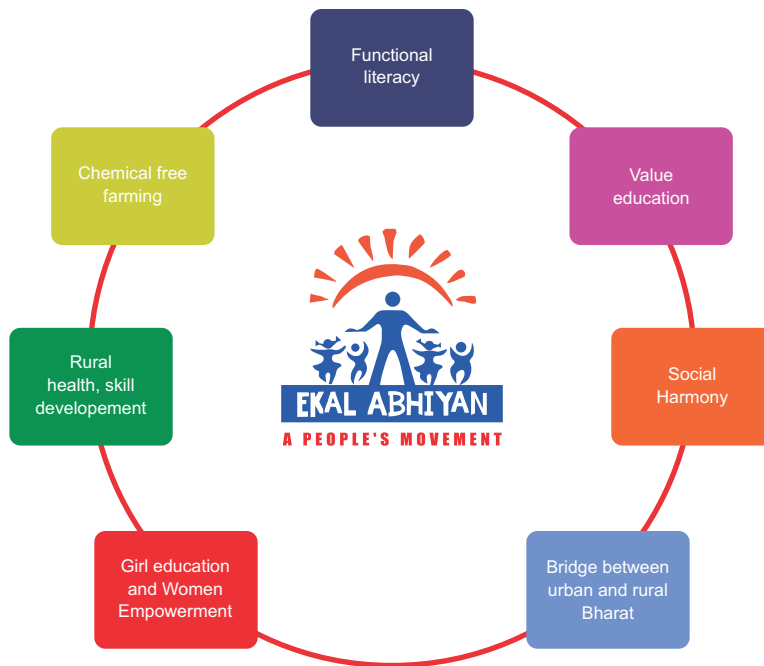 Functional
literacy
Chemical free
farming
Value
education
Rural
health, skill
developement
EKAL ABHIYAN
A PEOPLE'S MOVEMENT
Social
Harmony
Girl education
and Women
Empowerment
Bridge between
urban and rural
Bharat